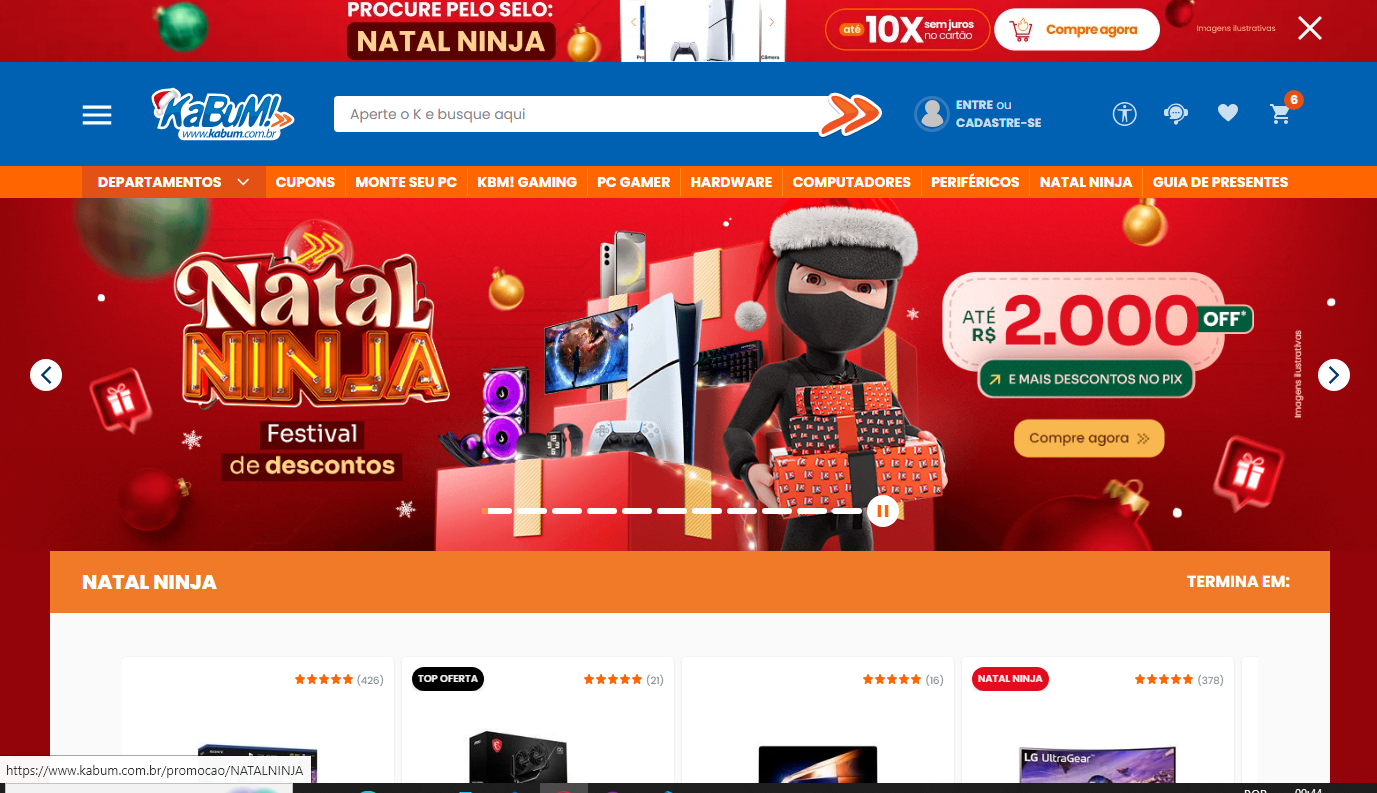 PROCURE PELO SELO:
NATAL NINJA
até 10X sem juros no cartão
Compre agora
Imagens ilustrativas
KaBuM!
www.kabum.com.br
Aperte o K e busque aqui
ENTRE ou
CADASTRE-SE
6
DEPARTAMENTOS CUPONS MONTE SEU PC KBM! GAMING PC GAMER HARDWARE COMPUTADORES PERIFÉRICOS NATAL NINJA GUIA DE PRESENTES
Natal
NINJA
Festival
de descontos
ATÉ
R$ 2.000 OFF*
E MAIS DESCONTOS NO PIX
Compre agora
Imagens ilustrativas
NATAL NINJA TERMINA EM:
(426) TOP OFERTA (21) (16) NATAL NINJA (378)
LG UltraGear
https://www.kabum.com.br/promocao/NATALNINJA